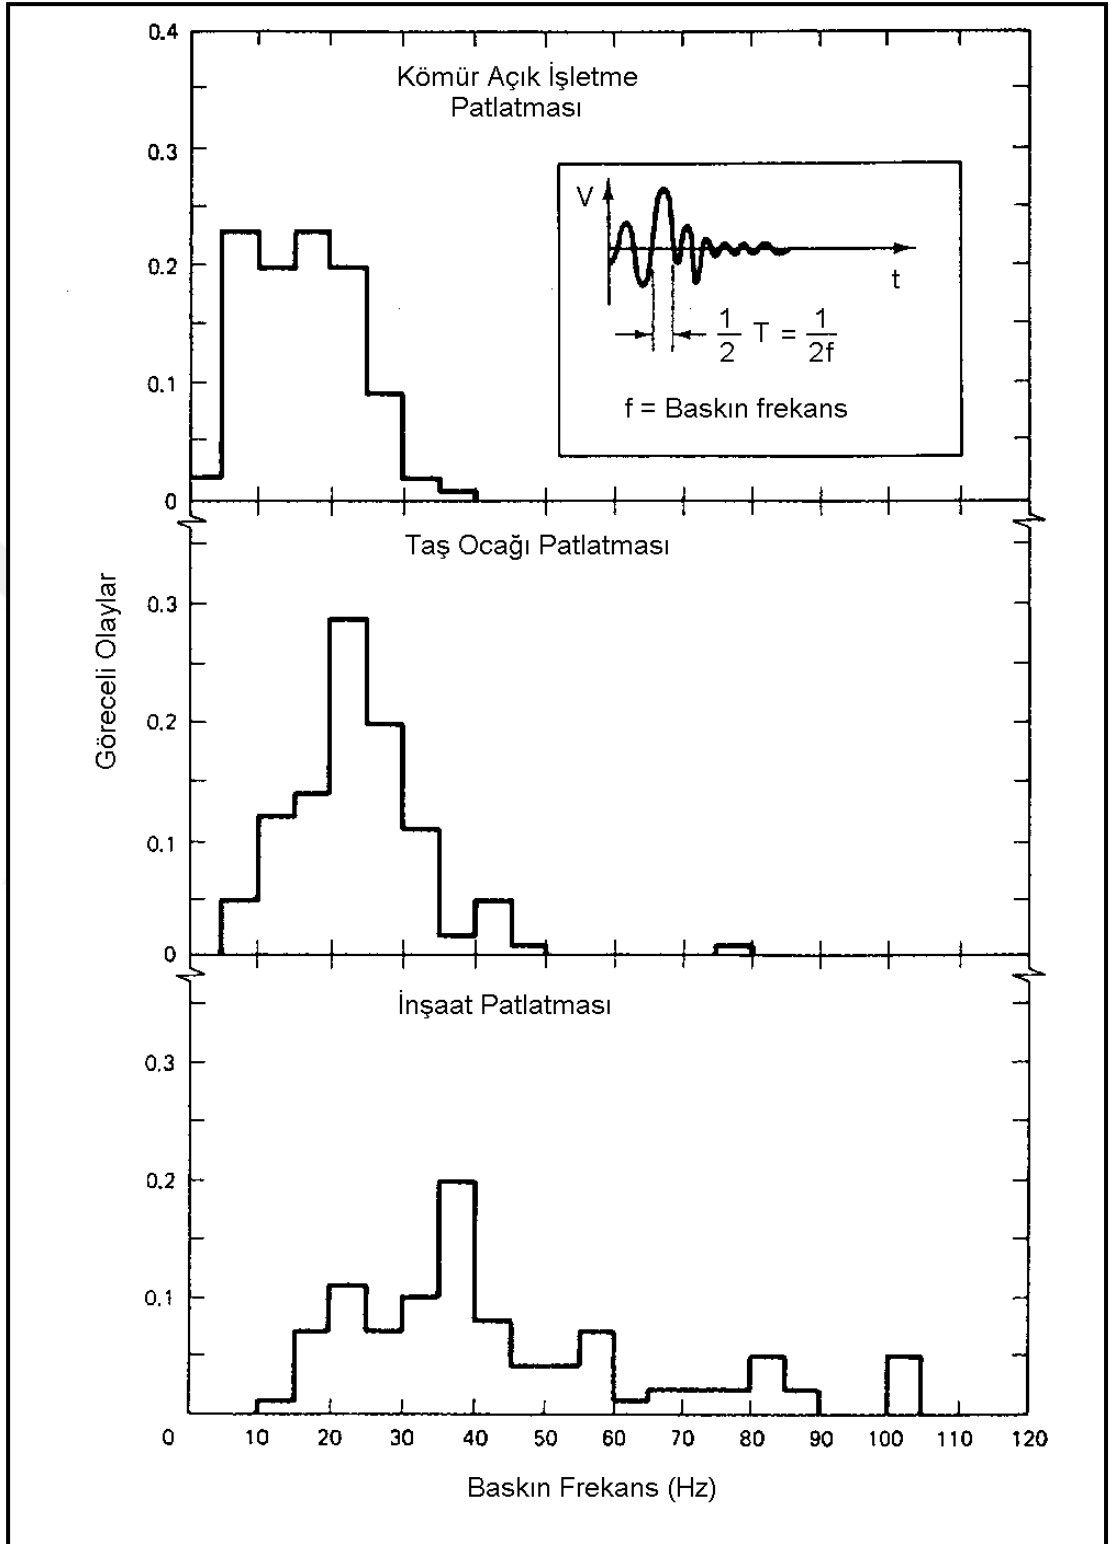 0.4
Kömür Açık İşletme
Patlatması
0.3
V
0.2
t
1/2 T = 1/2f
0.1
f = Baskın frekans
0
Taş Ocağı Patlatması
Göreceli Olaylar
0.3
0.2
0.1
0
İnşaat Patlatması
0.3
0.2
0.1
0 10 20 30 40 50 60 70 80 90 100 110 120
Baskın Frekans (Hz)